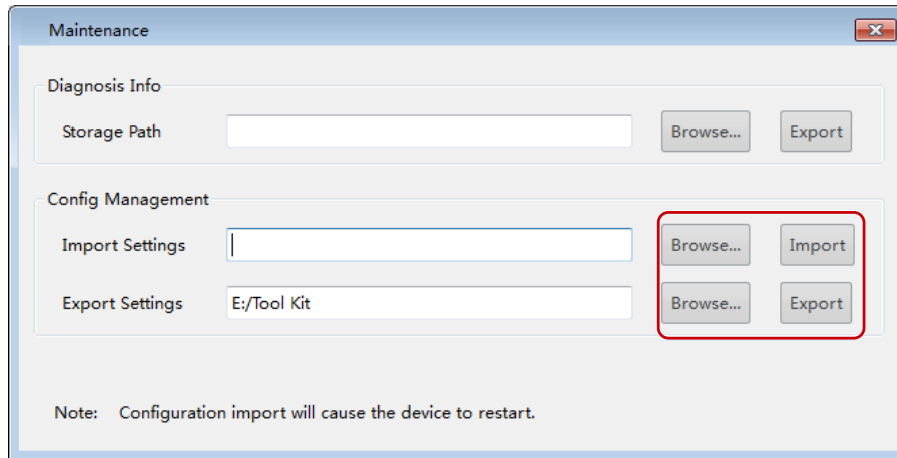 Maintenance
Diagnosis Info
Storage Path Browse... Export
Config Management
Import Settings Browse... Import
Export Settings E:/Tool Kit Browse... Export
Note: Configuration import will cause the device to restart.